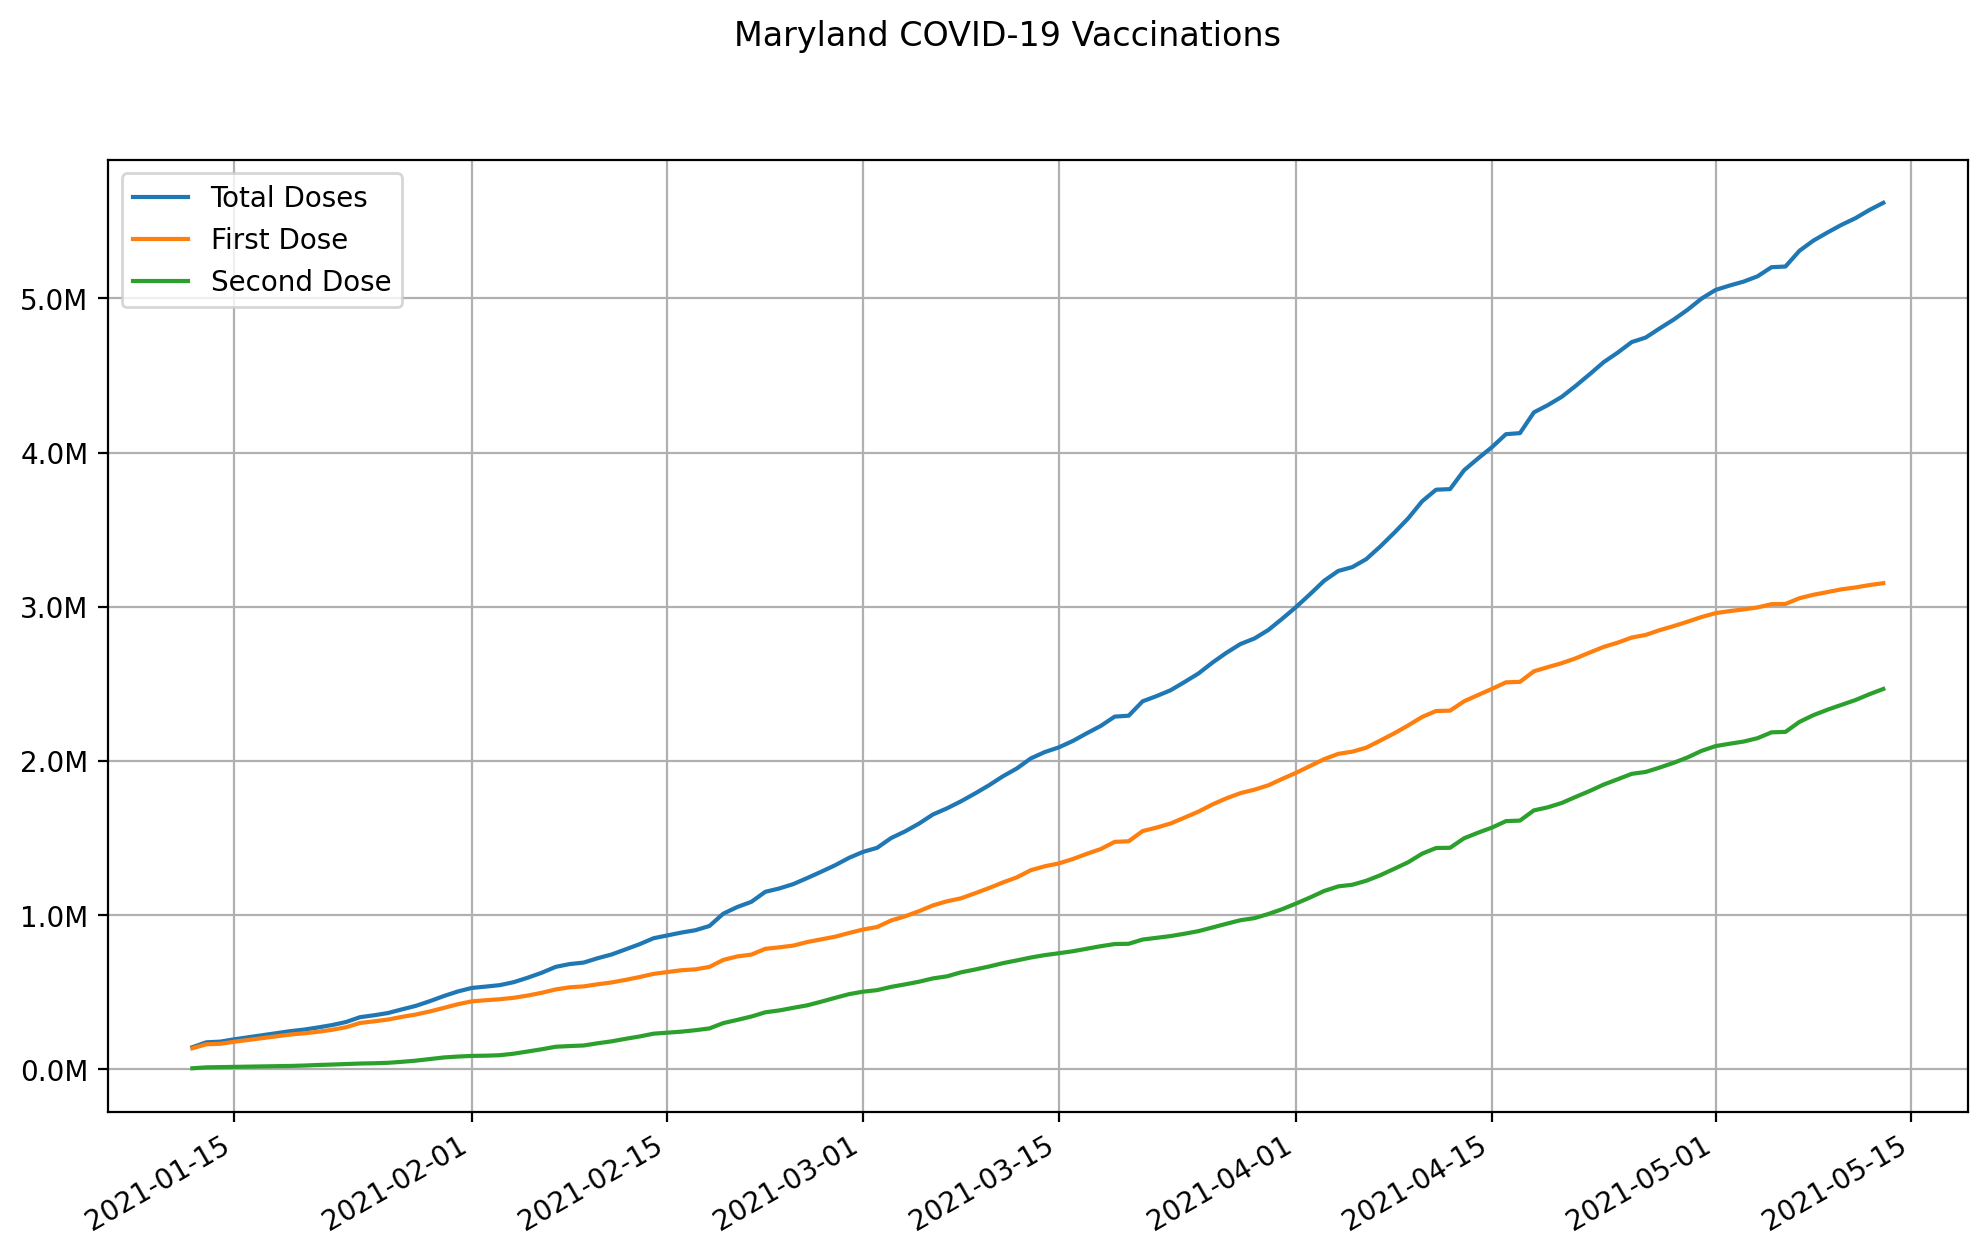 Maryland COVID-19 Vaccinations
Total Doses
First Dose
Second Dose
5.0M
4.0M
3.0M
2.0M
1.0M
0.0M
2021-01-15
2021-02-01
2021-02-15
2021-03-01
2021-03-15
2021-04-01
2021-04-15
2021-05-01
2021-05-15